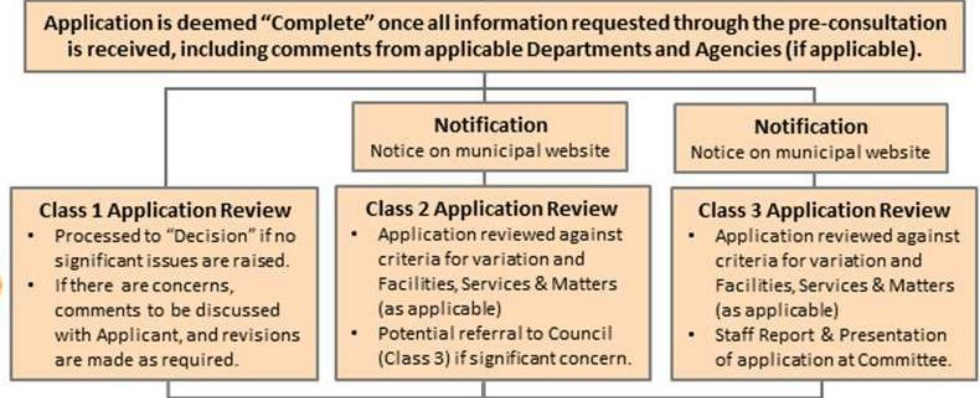 Application is deemed “Complete” once all information requested through the pre-consultation
is received, including comments from applicable Departments and Agencies (if applicable).
Notification
Notice on municipal website
Notification
Notice on municipal website
Class 1 Application Review
• Processed to “Decision” if no
significant issues are raised.
• If there are concerns,
comments to be discussed
with Applicant, and revisions
are made as required.
Class 2 Application Review
• Application reviewed against
criteria for variation and
Facilities, Services & Matters
(as applicable)
• Potential referral to Council
(Class 3) if significant concern.
Class 3 Application Review
• Application reviewed against
criteria for variation and
Facilities, Services & Matters
(as applicable)
• Staff Report & Presentation
of application at Committee.